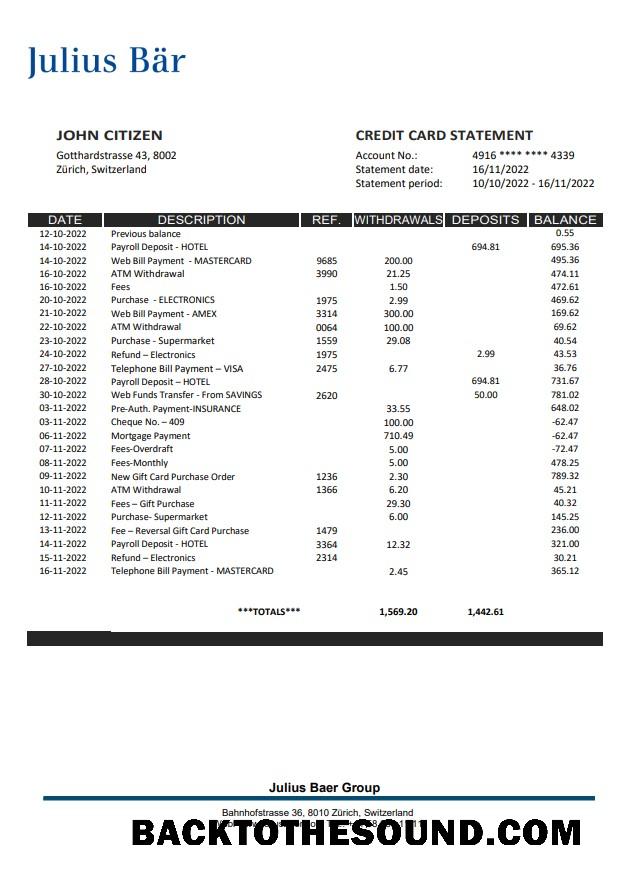 Julius Bär
JOHN CITIZEN
Gotthardstrasse 43, 8002
Zürich, Switzerland
CREDIT CARD STATEMENT
Account No.: 4916 **** **** 4339
Statement date: 16/11/2022
Statement period: 10/10/2022 - 16/11/2022
DATE DESCRIPTION REF. WITHDRAWALS DEPOSITS BALANCE
12-10-2022 Previous balance 0.55
14-10-2022 Payroll Deposit - HOTEL 694.81 695.36
14-10-2022 Web Bill Payment - MASTERCARD 9685 200.00 495.36
16-10-2022 ATM Withdrawal 3990 21.25 474.11
16-10-2022 Fees 1.50 472.61
20-10-2022 Purchase - ELECTRONICS 1975 2.99 469.62
21-10-2022 Web Bill Payment - AMEX 3314 300.00 169.62
22-10-2022 ATM Withdrawal 0064 100.00 69.62
23-10-2022 Purchase - Supermarket 1559 29.08 40.54
24-10-2022 Refund – Electronics 1975 2.99 43.53
27-10-2022 Telephone Bill Payment – VISA 2475 6.77 36.76
28-10-2022 Payroll Deposit – HOTEL 694.81 731.67
30-10-2022 Web Funds Transfer - From SAVINGS 2620 50.00 781.02
03-11-2022 Pre-Auth. Payment-INSURANCE 33.55 648.02
03-11-2022 Cheque No. – 409 100.00 -62.47
06-11-2022 Mortgage Payment 710.49 -62.47
07-11-2022 Fees-Overdraft 5.00 -72.47
08-11-2022 Fees-Monthly 5.00 478.25
09-11-2022 New Gift Card Purchase Order 1236 2.30 789.32
10-11-2022 ATM Withdrawal 1366 6.20 45.21
11-11-2022 Fees – Gift Purchase 29.30 40.32
12-11-2022 Purchase- Supermarket 6.00 145.25
13-11-2022 Fee – Reversal Gift Card Purchase 1479 236.00
14-11-2022 Payroll Deposit - HOTEL 3364 12.32 321.00
15-11-2022 Refund – Electronics 2314 30.21
16-11-2022 Telephone Bill Payment - MASTERCARD 2.45 365.12
***TOTALS*** 1,569.20 1,442.61
Julius Baer Group
Bahnhofstrasse 36, 8010 Zürich, Switzerland
BACKTOTHESOUND.COM